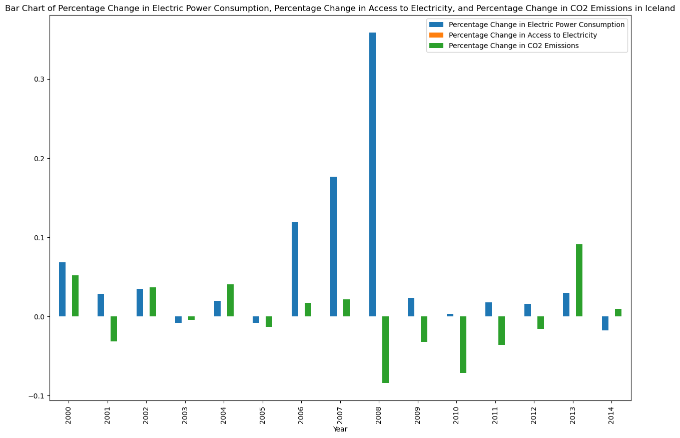 Bar Chart of Percentage Change in Electric Power Consumption, Percentage Change in Access to Electricity, and Percentage Change in CO2 Emissions in Iceland
Percentage Change in Electric Power Consumption
Percentage Change in Access to Electricity
Percentage Change in CO2 Emissions
0.3
0.2
0.1
0.0
−0.1
2000 2001 2002 2003 2004 2005 2006 2007 2008 2009 2010 2011 2012 2013 2014
Year